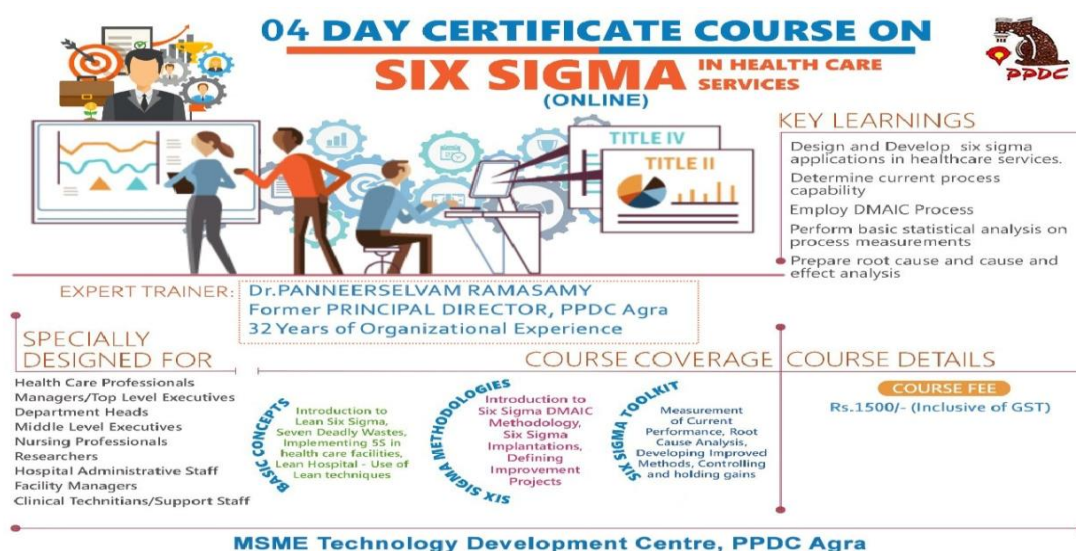 04 DAY CERTIFICATE COURSE ON
SIX SIGMA IN HEALTH CARE
SERVICES
(ONLINE)
PPDC
TITLE IV
TITLE II
KEY LEARNINGS
Design and Develop six sigma
applications in healthcare services.
Determine current process
capability
Employ DMAIC Process
Perform basic statistical analysis on
process measurements
Prepare root cause and cause and
effect analysis
EXPERT TRAINER: Dr.PANNEERSELVAM RAMASAMY
Former PRINCIPAL DIRECTOR, PPDC Agra
32 Years of Organizational Experience
SPECIALLY
DESIGNED FOR
Health Care Professionals
Managers/Top Level Executives
Department Heads
Middle Level Executives
Nursing Professionals
Researchers
Hospital Administrative Staff
Facility Managers
Clinical Technitians/Support Staff
COURSE COVERAGE
BASIC CONCEPTS
Introduction to
Lean Six Sigma,
Seven Deadly Wastes,
Implementing 5S in
health care facilities,
Lean Hospital - Use of
Lean techniques
SIX SIGMA METHODOLOGIES
Introduction to
Six Sigma DMAIC
Methodology,
Six Sigma
Implantations,
Defining
Improvement
Projects
SIX SIGMA TOOLKIT
Measurement
of Current
Performance, Root
Cause Analysis,
Developing Improved
Methods, Controlling
and holding gains
COURSE DETAILS
COURSE FEE
Rs.1500/- (Inclusive of GST)
MSME Technology Development Centre, PPDC Agra